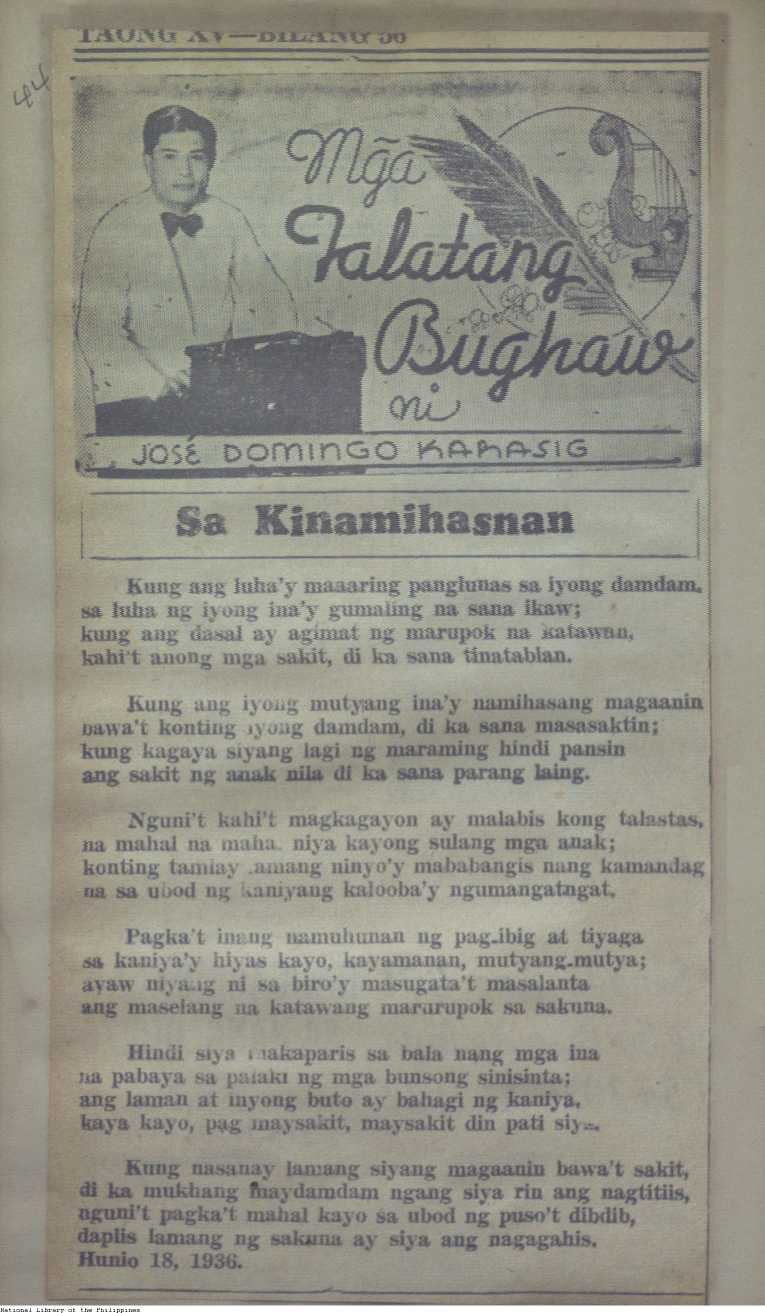 TAONG XV—BILANG 56
44
Mga
Talatang
Bughaw
ni
JOSÉ DOMINGO KARASIG
Sa Kinamihasnan
Kung ang luha'y maaaring panglunas sa iyong damdam,
sa luha ng iyong ina'y gumaling na sana ikaw;
kung ang dasal ay agimat ng marupok na katawan,
kahi't anong mga sakit, di ka sana tinatablan.
Kung ang iyong mutyang ina'y namihasang magaanin
bawa't konting iyong damdam, di ka sana masasaktin;
kung kagaya siyang lagi ng maraming hindi pansin
ang sakit ng anak nila di ka sana parang laing.
Nguni't kahi't magkagayon ay malabis kong talastas,
na mahal na mahal niya kayong sulang mga anak;
konting tamlay lamang ninyo'y mababangis nang kamandag
na sa ubod ng kaniyang kalooba'y ngumangatngat.
Pagka't inang namuhunan ng pag-ibig at tiyaga
sa kaniya'y hiyas kayo, kayamanan, mutyang-mutya;
ayaw niyang ni sa biro'y masugata't masalanta
ang maselang na katawang mararupok sa sakuna.
Hindi siya makaparis sa bala nang mga ina
na pabaya sa palaki ng mga bunsong sinisinta;
ang laman at inyong buto ay bahagi ng kaniya,
kaya kayo, pag maysakit, maysakit din pati siya.
Kung nasanay lamang siyang magaanin bawa't sakit,
di ka mukhang maydamdam ngang siya rin ang nagtitiis,
nguni't pagka't mahal kayo sa ubod ng puso't dibdib,
daplis lamang ng sakuna ay siya ang nagagahis.
Hunio 18, 1936.
National Library of the Philippines